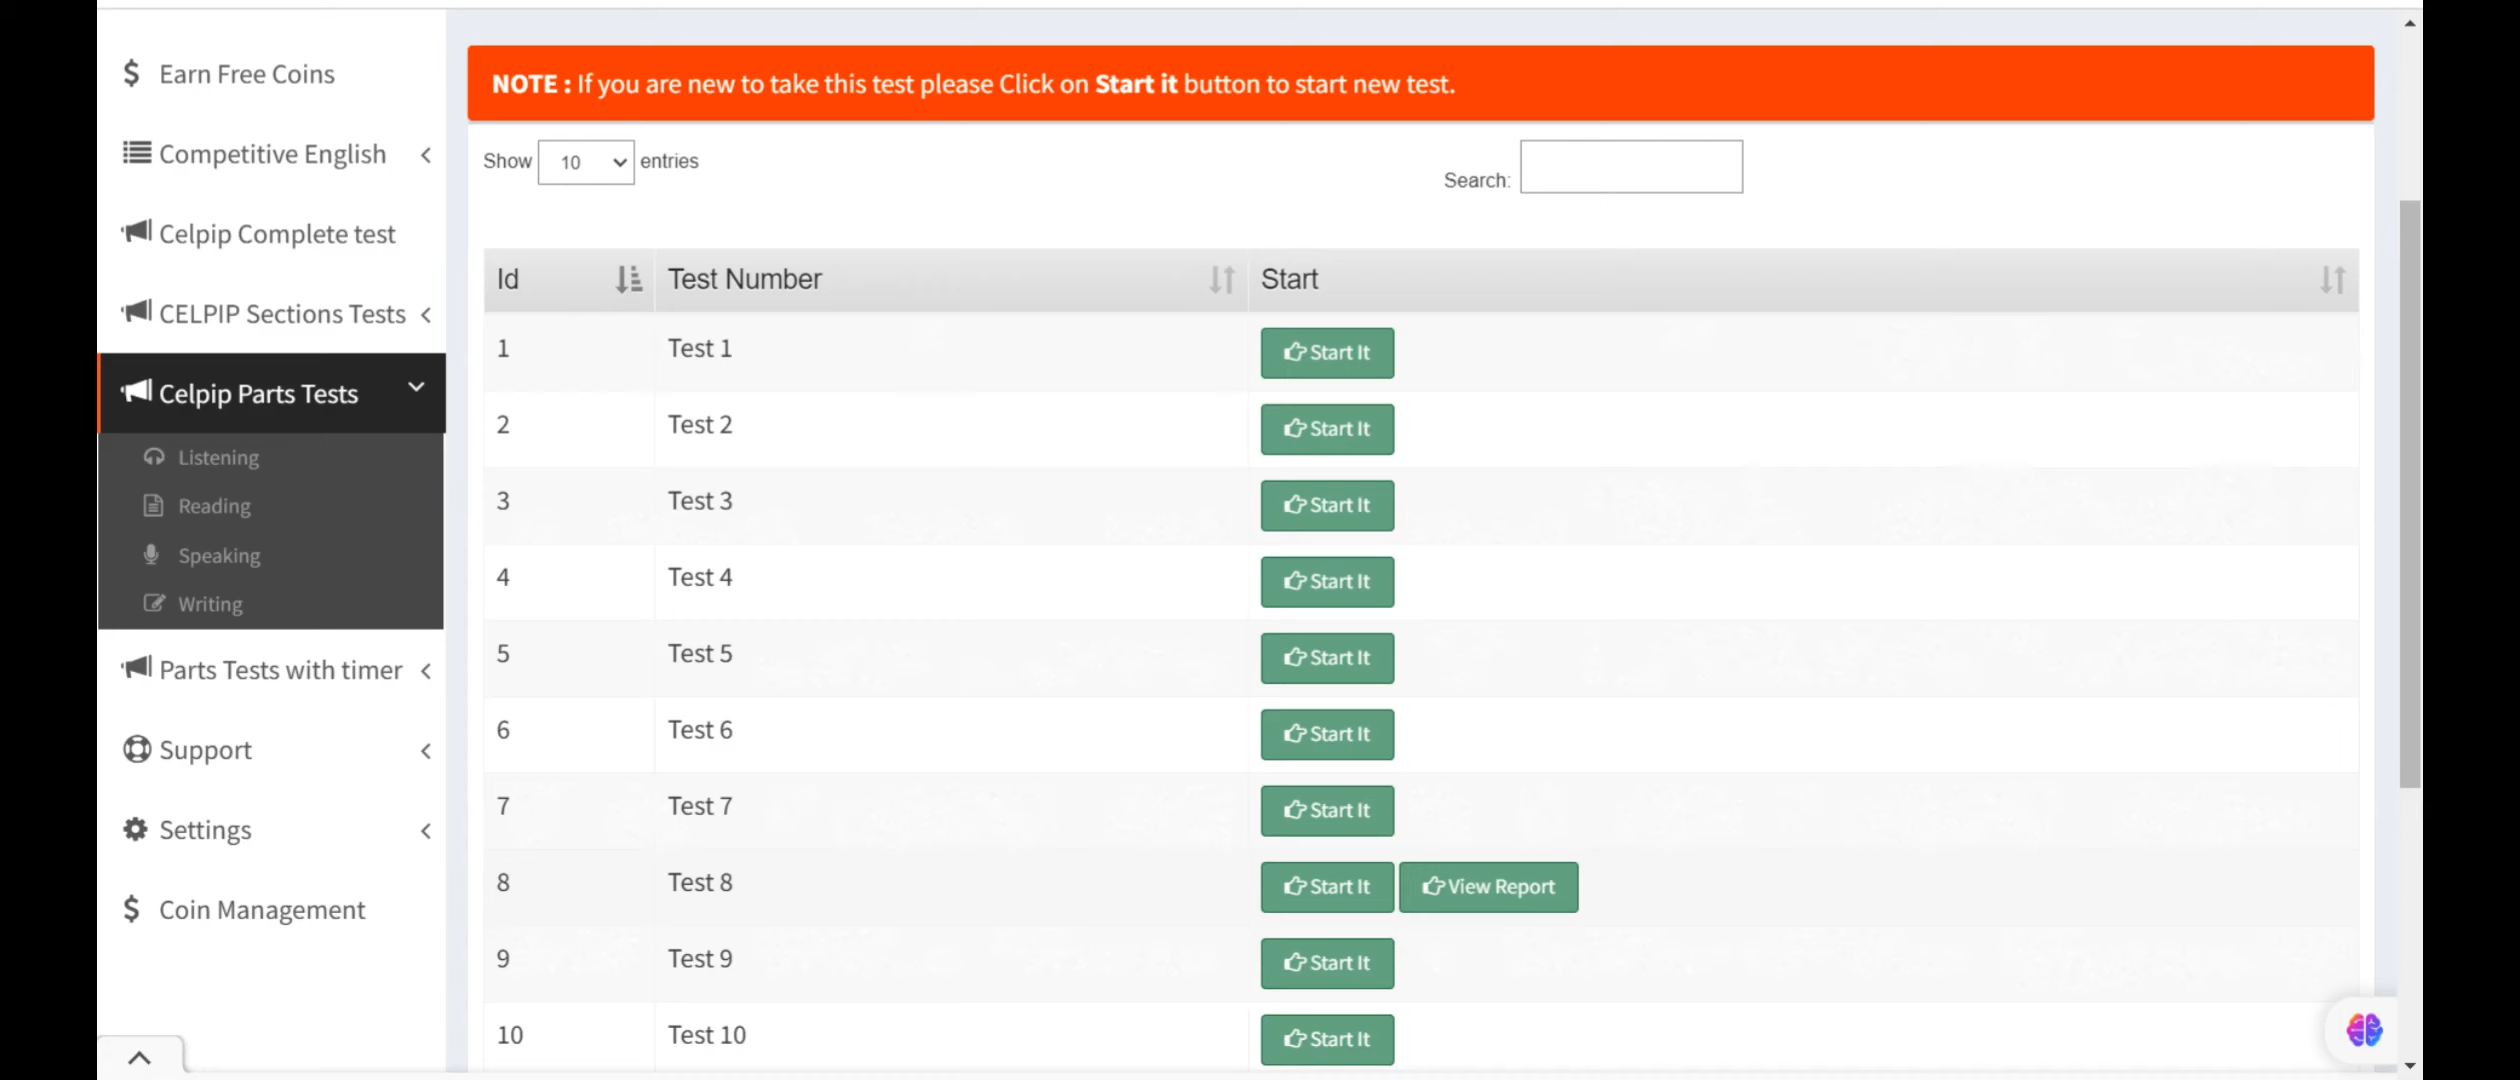 Earn Free Coins
Competitive English
Celpip Complete test
CELPIP Sections Tests
Celpip Parts Tests
Listening
Reading
Speaking
Writing
Parts Tests with timer
Support
Settings
Coin Management
NOTE : If you are new to take this test please Click on Start it button to start new test.
Show 10 entries
Search:
Id Test Number Start
1 Test 1 Start It
2 Test 2 Start It
3 Test 3 Start It
4 Test 4 Start It
5 Test 5 Start It
6 Test 6 Start It
7 Test 7 Start It
8 Test 8 Start It View Report
9 Test 9 Start It
10 Test 10 Start It